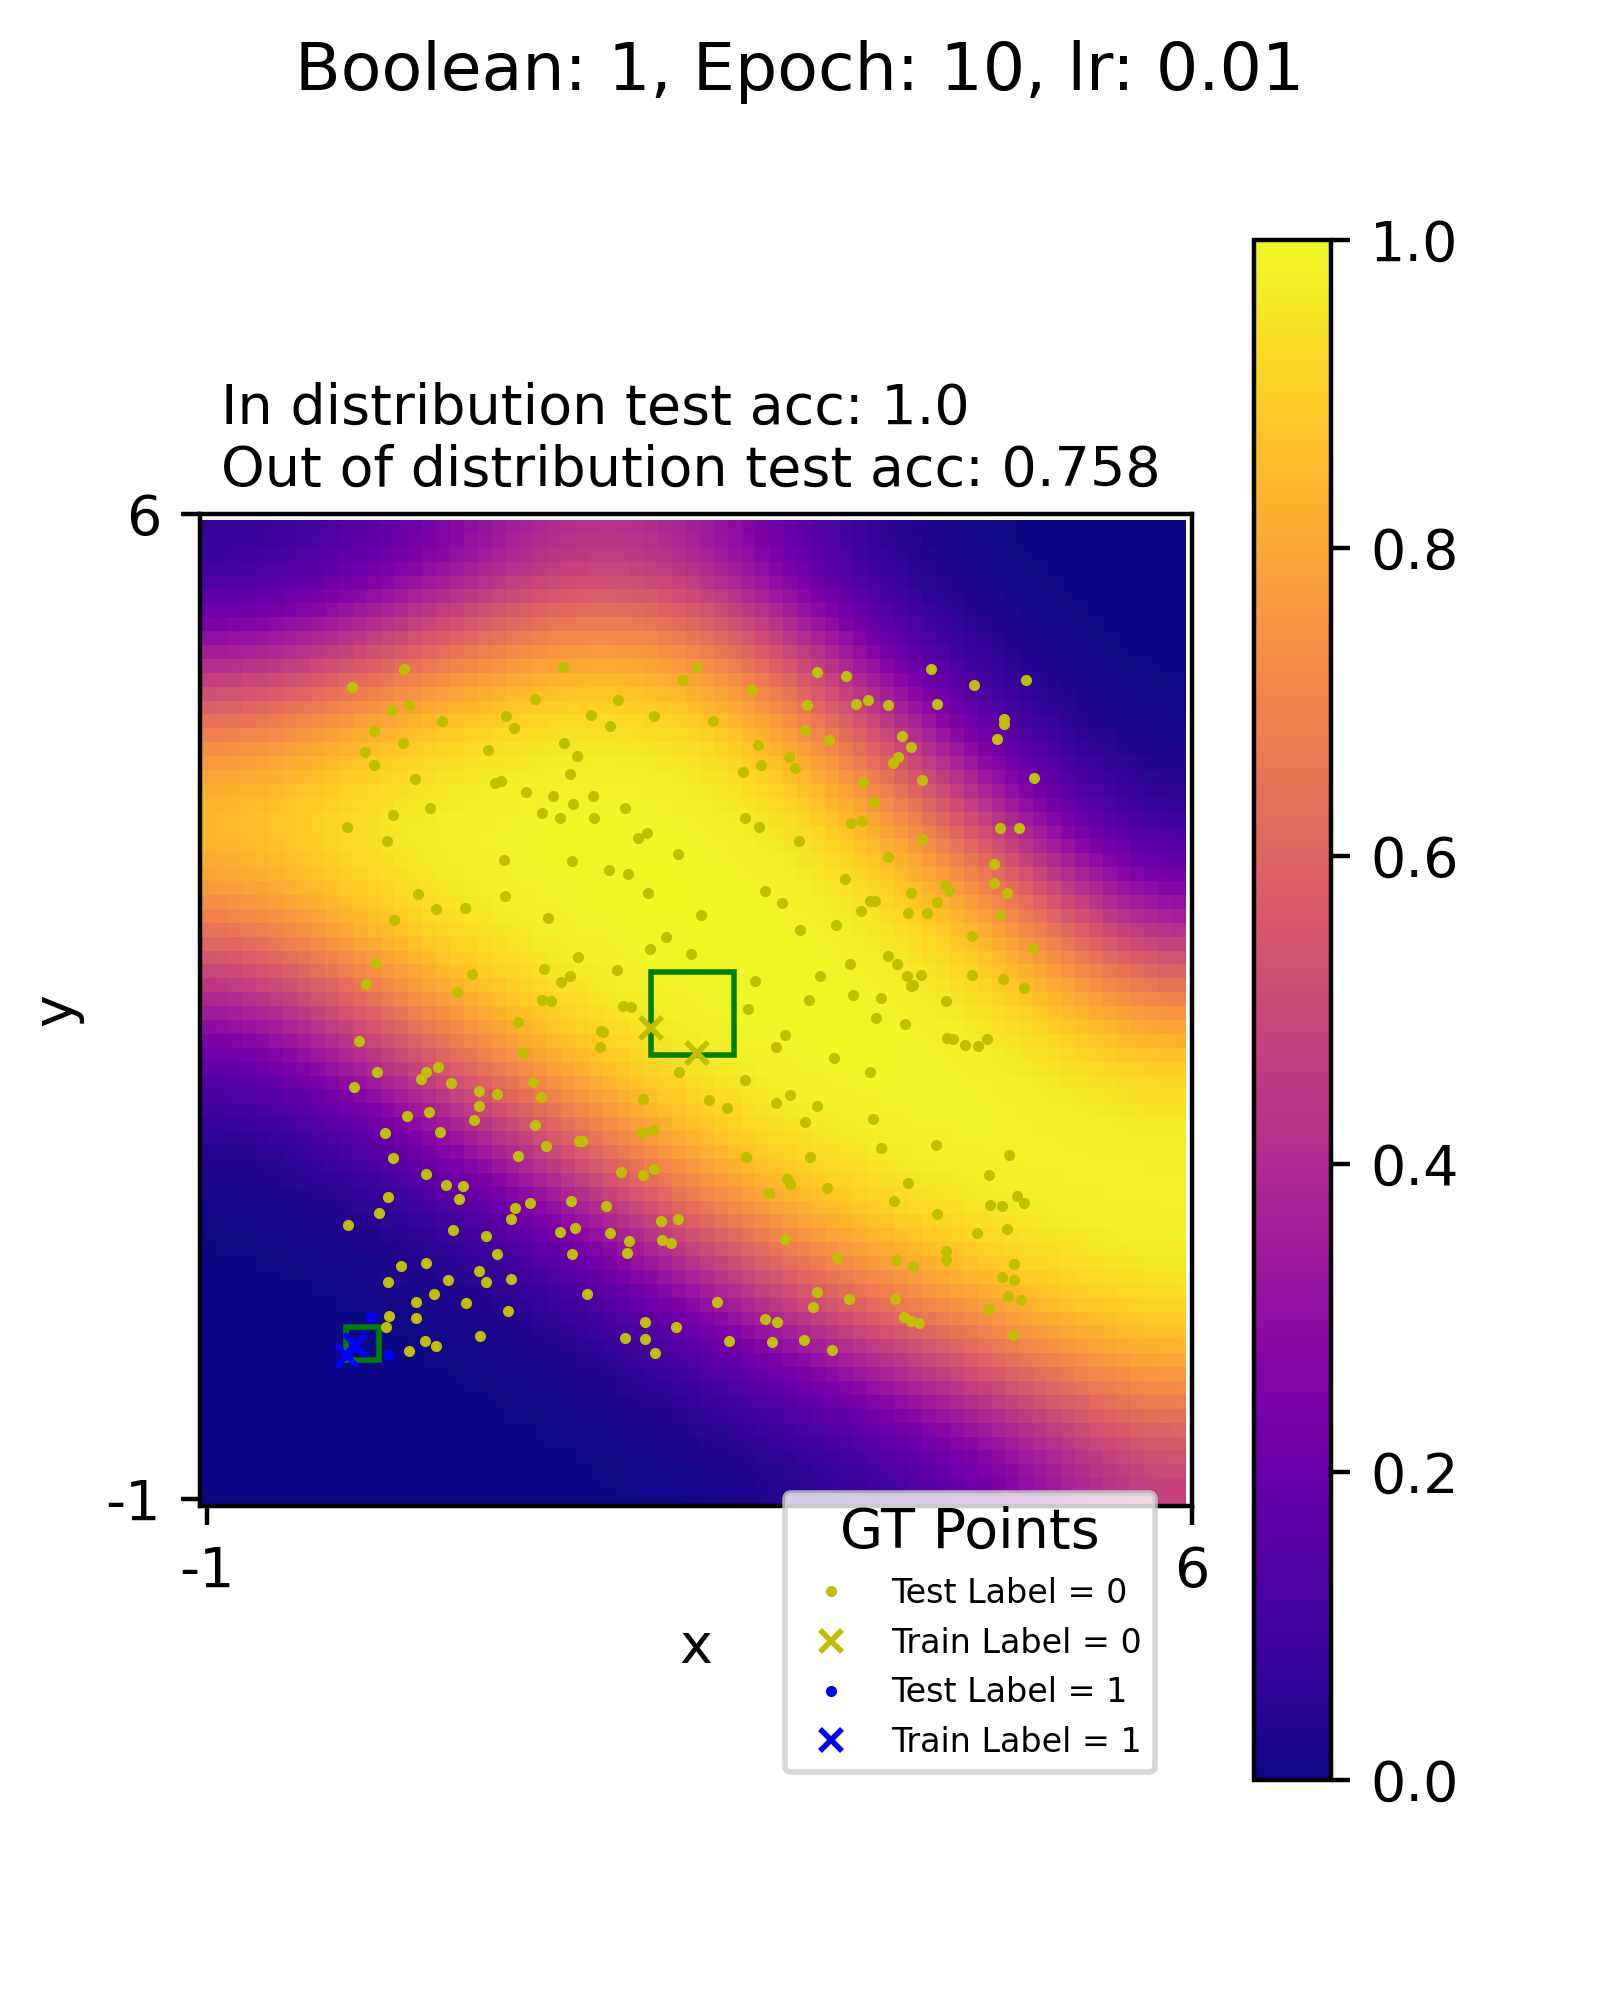 Boolean: 1, Epoch: 10, lr: 0.01
In distribution test acc: 1.0
Out of distribution test acc: 0.758
6
y
-1
-1
6
x
GT Points
Test Label = 0
Train Label = 0
Test Label = 1
Train Label = 1
1.0
0.8
0.6
0.4
0.2
0.0